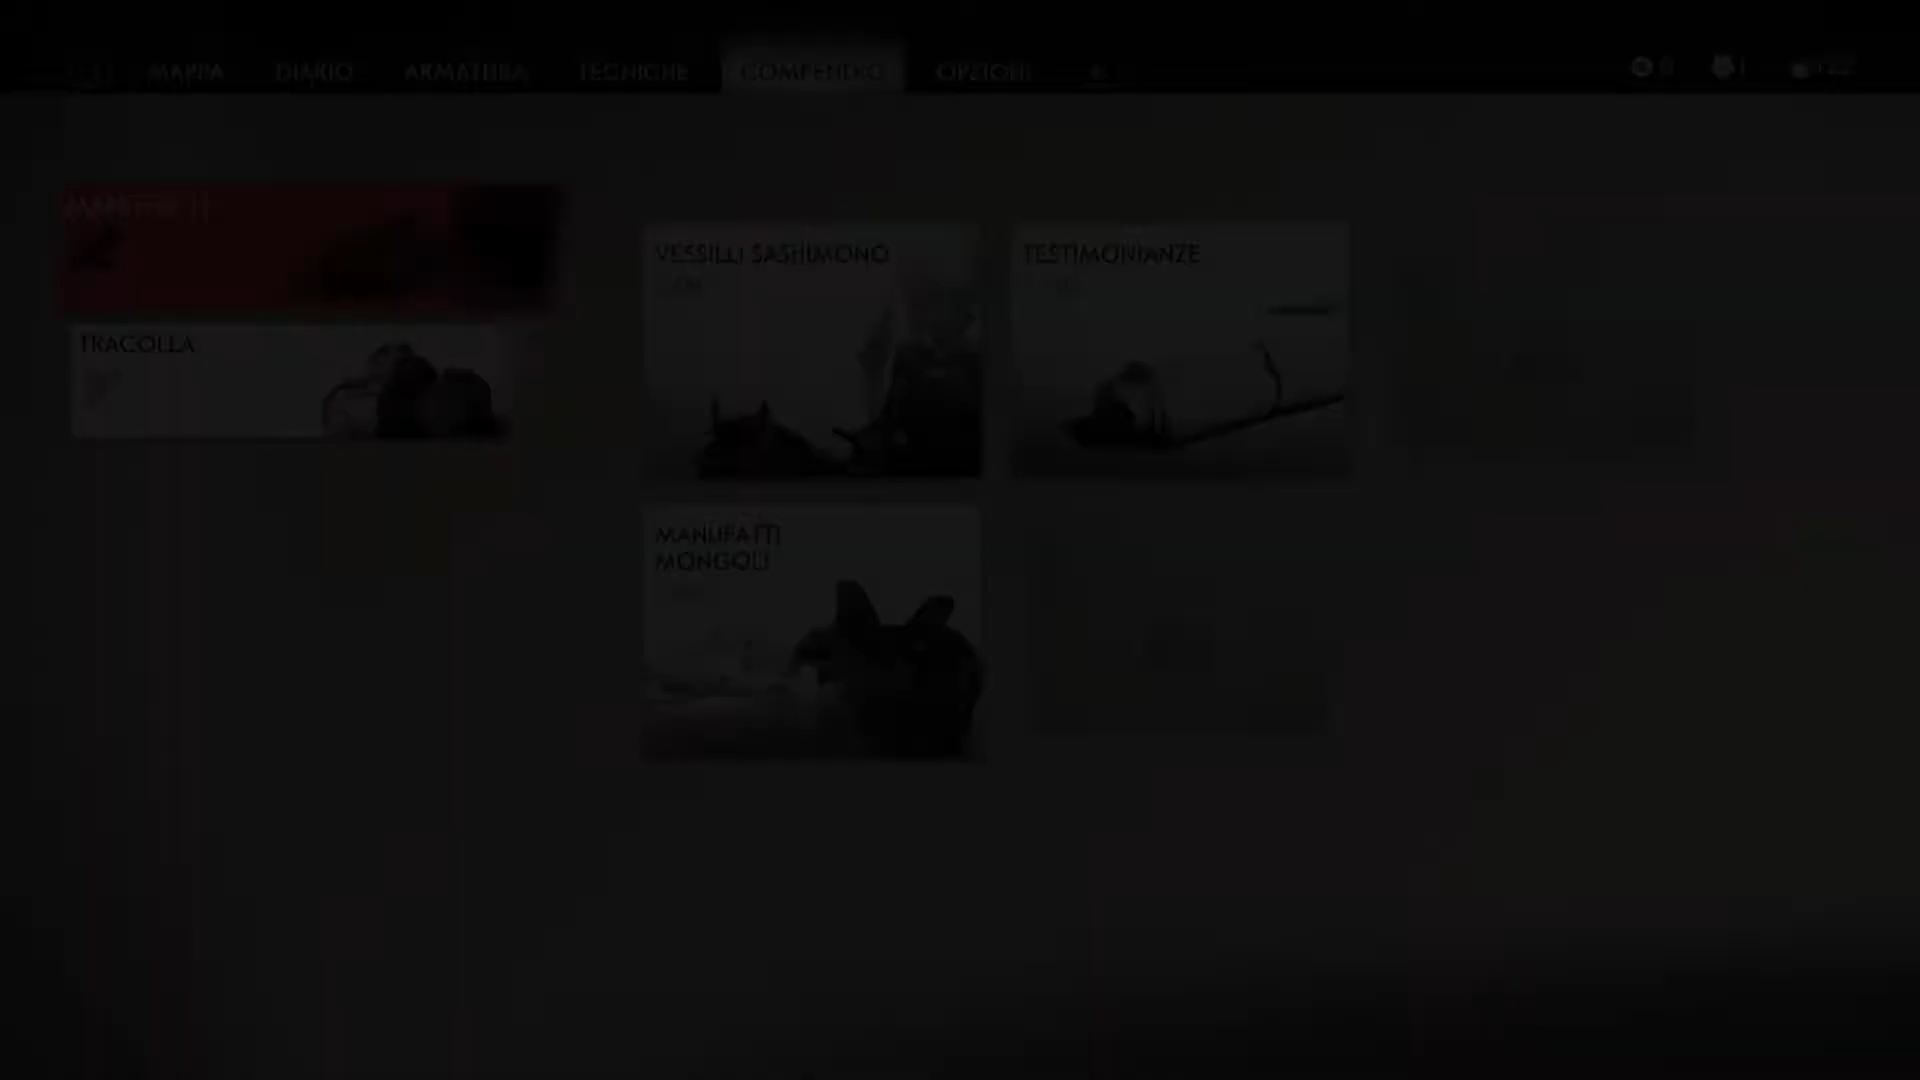 MAPPA DIARIO ARMATURA TECNICHE COMPENDIO OPZIONI
TRACOLLA
VESSILLI SASHIMONO
TESTIMONIANZE
MANUFATTI
MONGOLI